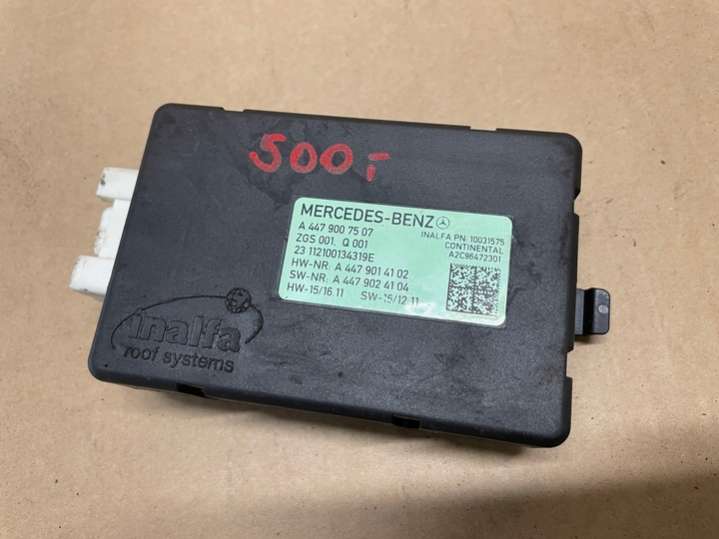 500i
MERCEDES-BENZ
A 447 900 75 07
ZGS 001. Q 001
23 112100134319E
HW-NR. A 447 901 41 02
SW-NR. A 447 902 41 04
HW-15/16.11 SW-15/12.11
INALFA PN: 10031575
CONTINENTAL
A2C96472301
inalfa
roof systems